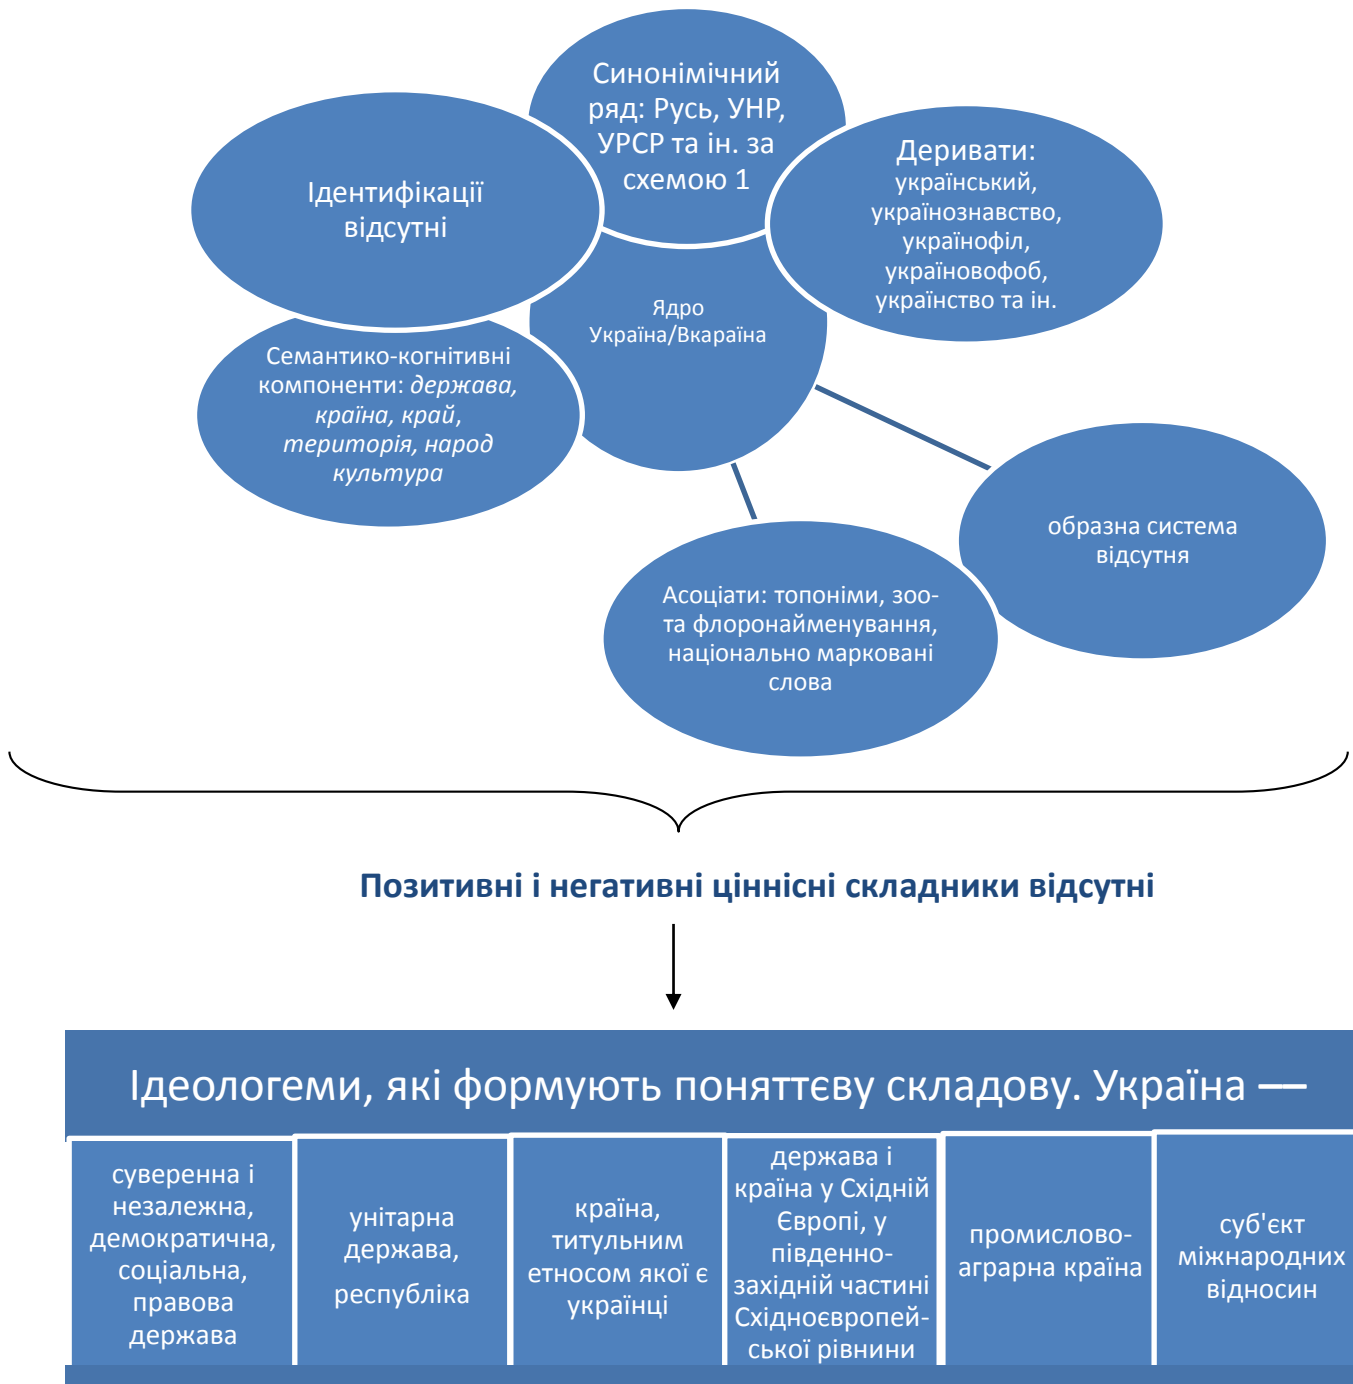 Синонімічний
ряд: Русь, УНР,
УРСР та ін. за
схемою 1
Ідентифікації
відсутні
Деривати:
український,
українознавство,
українофіл,
україновофоб,
українство та ін.
Ядро
Україна/Вкараїна
Семантико-когнітивні
компоненти: держава,
країна, край,
територія, народ
культура
образна система
відсутня
Асоціати: топоніми, зоо-
та флоронайменування,
національно марковані
слова
Позитивні і негативні ціннісні складники відсутні
Ідеологеми, які формують поняттєву складову. Україна —
суверенна і
незалежна,
демократична,
соціальна,
правова
держава
унітарна
держава,
республіка
країна,
титульним
етносом якої є
українці
держава і
країна у Східній
Європі, у
південно-
західній частині
Східноєвропей-
ської рівнини
промислово-
аграрна країна
суб'єкт
міжнародних
відносин